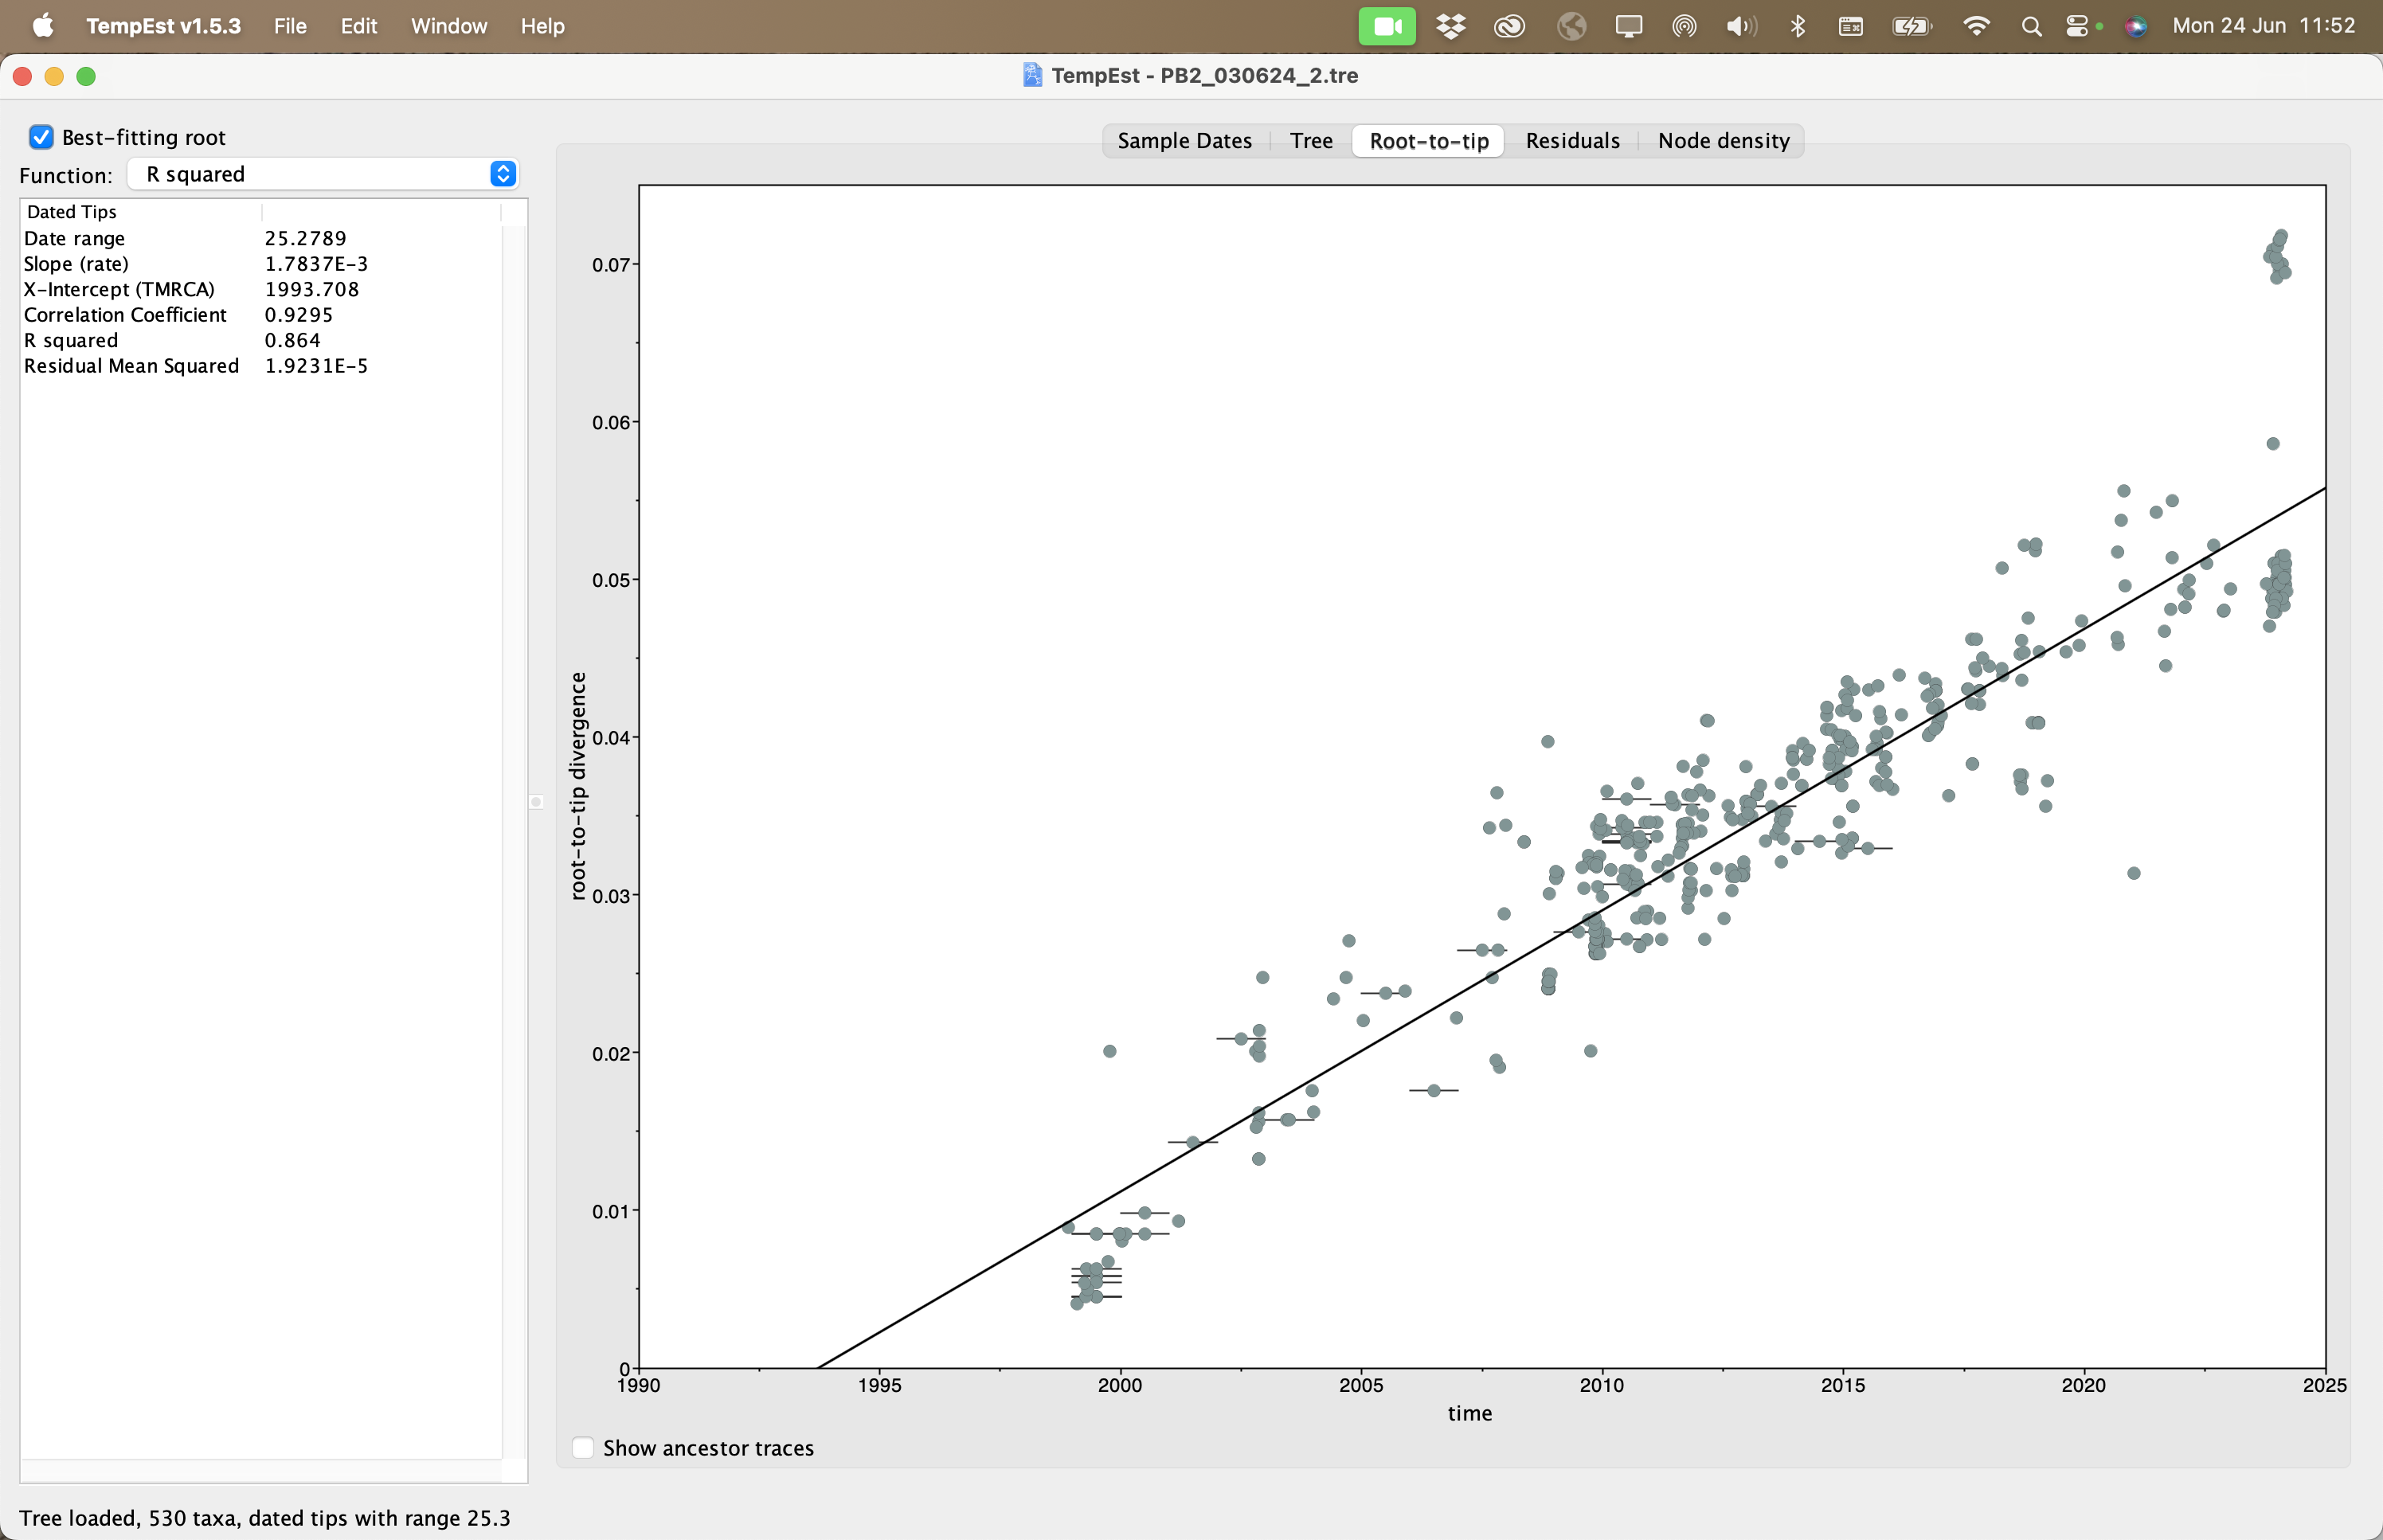 TempEst v1.5.3 File Edit Window Help Mon 24 Jun 11:52
TempEst - PB2_030624_2.tre
Best-fitting root
Function: R squared
Dated Tips
Date range 25.2789
Slope (rate) 1.7837E-3
X-Intercept (TMRCA) 1993.708
Correlation Coefficient 0.9295
R squared 0.864
Residual Mean Squared 1.9231E-5
Sample Dates Tree Root-to-tip Residuals Node density
0.07
0.06
0.05
0.04
0.03
0.02
0.01
0
root-to-tip divergence
1990 1995 2000 2005 2010 2015 2020 2025
time
Show ancestor traces
Tree loaded, 530 taxa, dated tips with range 25.3